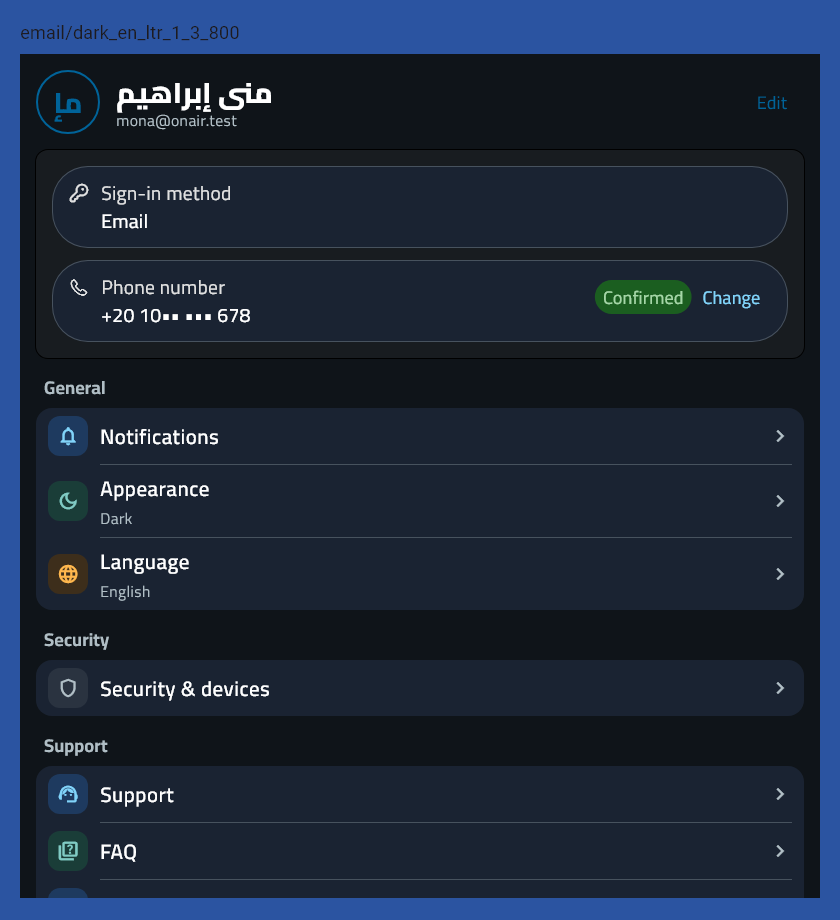 email/dark_en_ltr_1_3_800
مإ
منى إبراهيم
mona@onair.test
Edit
Sign-in method
Email
Phone number
+20 10▪▪ ▪▪▪ 678
Confirmed
Change
General
Notifications
Appearance
Dark
Language
English
Security
Security & devices
Support
Support
FAQ